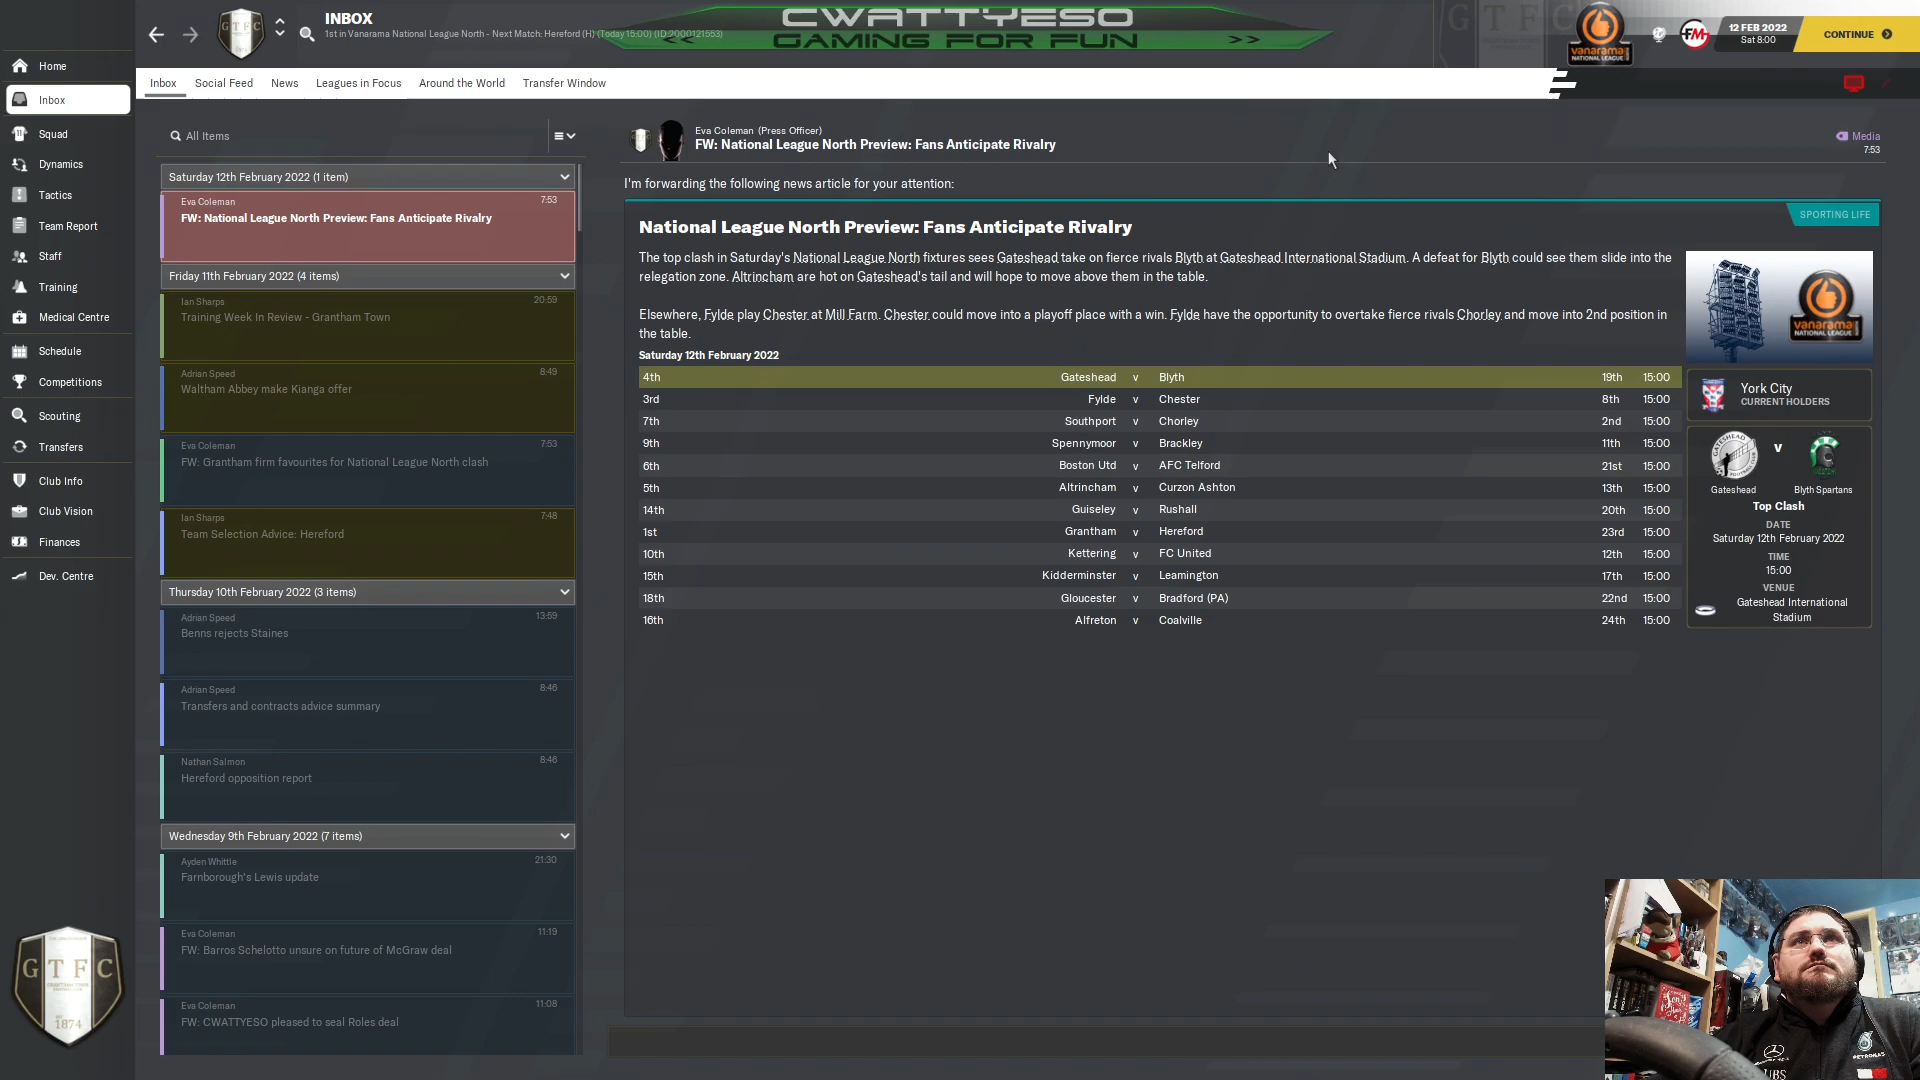 INBOX
1st in Vanarama National League North - Next Match: Hereford (H) (Today 15:00) (ID:2000121553)
CWATTYESO
GAMING FOR FUN
<<
>>
GTFC
vanarama
NATIONAL LEAGUE
FM
12 FEB 2022
Sat 8:00
CONTINUE
Home
Inbox
Squad
Dynamics
Tactics
Team Report
Staff
Training
Medical Centre
Schedule
Competitions
Scouting
Transfers
Club Info
Club Vision
Finances
Dev. Centre
GTFC
GRANTHAM TOWN
EST
1874
Inbox Social Feed News Leagues in Focus Around the World Transfer Window
All Items
Saturday 12th February 2022 (1 item)
Eva Coleman 7:53
FW: National League North Preview: Fans Anticipate Rivalry
Friday 11th February 2022 (4 items)
Ian Sharps 20:59
Training Week In Review - Grantham Town
Adrian Speed 8:49
Waltham Abbey make Kianga offer
Eva Coleman 7:53
FW: Grantham firm favourites for National League North clash
Ian Sharps 7:48
Team Selection Advice: Hereford
Thursday 10th February 2022 (3 items)
Adrian Speed 13:59
Benns rejects Staines
Adrian Speed 8:46
Transfers and contracts advice summary
Nathan Salmon 8:46
Hereford opposition report
Wednesday 9th February 2022 (7 items)
Ayden Whittle 21:30
Farnborough's Lewis update
Eva Coleman 11:19
FW: Barros Schelotto unsure on future of McGraw deal
Eva Coleman 11:08
FW: CWATTYESO pleased to seal Roles deal
Eva Coleman (Press Officer)
FW: National League North Preview: Fans Anticipate Rivalry
Media
7:53
I'm forwarding the following news article for your attention:
SPORTING LIFE
National League North Preview: Fans Anticipate Rivalry
The top clash in Saturday's National League North fixtures sees Gateshead take on fierce rivals Blyth at Gateshead International Stadium. A defeat for Blyth could see them slide into the
relegation zone. Altrincham are hot on Gateshead's tail and will hope to move above them in the table.
Elsewhere, Fylde play Chester at Mill Farm. Chester could move into a playoff place with a win. Fylde have the opportunity to overtake fierce rivals Chorley and move into 2nd position in
the table.
Saturday 12th February 2022
4th Gateshead v Blyth 19th 15:00
3rd Fylde v Chester 8th 15:00
7th Southport v Chorley 2nd 15:00
9th Spennymoor v Brackley 11th 15:00
6th Boston Utd v AFC Telford 21st 15:00
5th Altrincham v Curzon Ashton 13th 15:00
14th Guiseley v Rushall 20th 15:00
1st Grantham v Hereford 23rd 15:00
10th Kettering v FC United 12th 15:00
15th Kidderminster v Leamington 17th 15:00
18th Gloucester v Bradford (PA) 22nd 15:00
16th Alfreton v Coalville 24th 15:00
vanarama
NATIONAL LEAGUE
York City
CURRENT HOLDERS
GATESHEAD
v
Gateshead Blyth Spartans
Top Clash
DATE
Saturday 12th February 2022
TIME
15:00
VENUE
Gateshead International
Stadium
PETRONAS